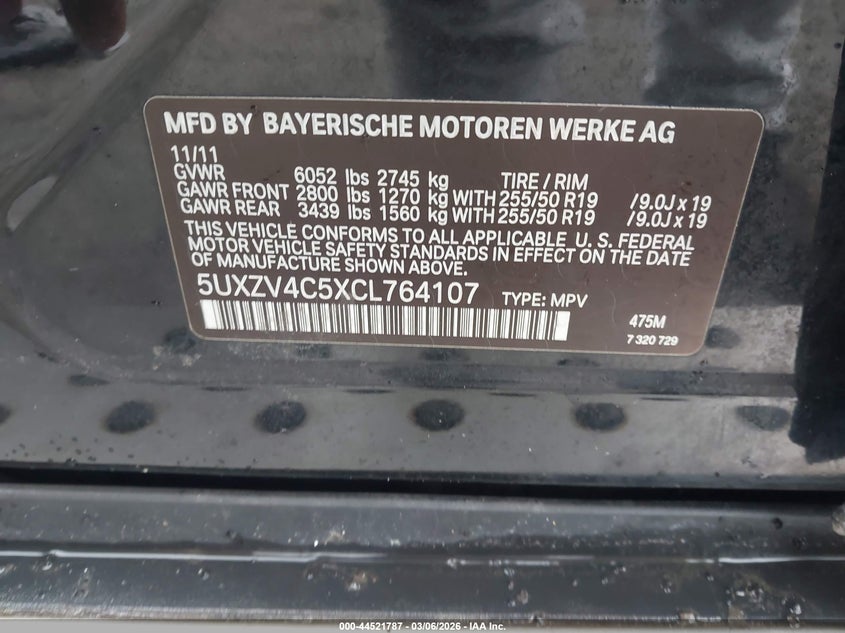 MFD BY BAYERISCHE MOTOREN WERKE AG
11/11
GVWR 6052 lbs 2745 kg TIRE / RIM
GAWR FRONT 2800 lbs 1270 kg WITH 255/50 R19 /9.0J x 19
GAWR REAR 3439 lbs 1560 kg WITH 255/50 R19 /9.0J x 19
THIS VEHICLE CONFORMS TO ALL APPLICABLE U. S. FEDERAL
MOTOR VEHICLE SAFETY STANDARDS IN EFFECT ON THE DATE
OF MANUFACTURE SHOWN ABOVE.
5UXZV4C5XCL764107 TYPE: MPV
475M
7 320 729
000-44521787 - 03/06/2026 - IAA Inc.